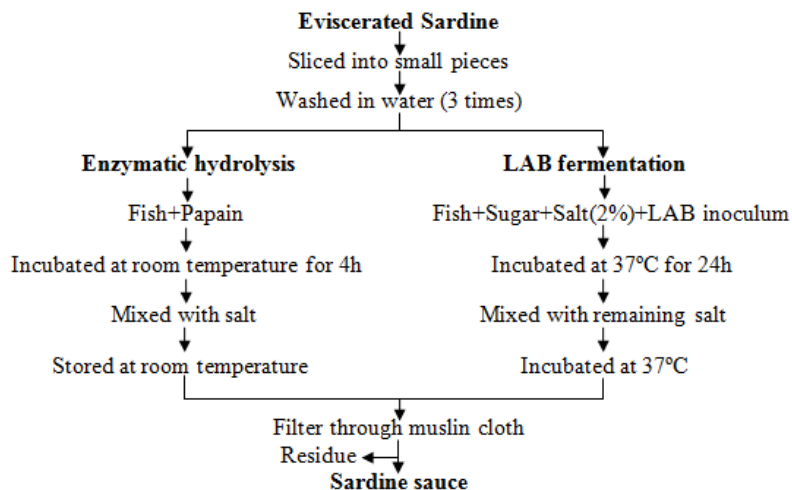 Eviscerated Sardine
Sliced into small pieces
Washed in water (3 times)
Enzymatic hydrolysis
Fish+Papain
Incubated at room temperature for 4h
Mixed with salt
Stored at room temperature
LAB fermentation
Fish+Sugar+Salt(2%)+LAB inoculum
Incubated at 37ºC for 24h
Mixed with remaining salt
Incubated at 37ºC
Filter through muslin cloth
Residue
Sardine sauce